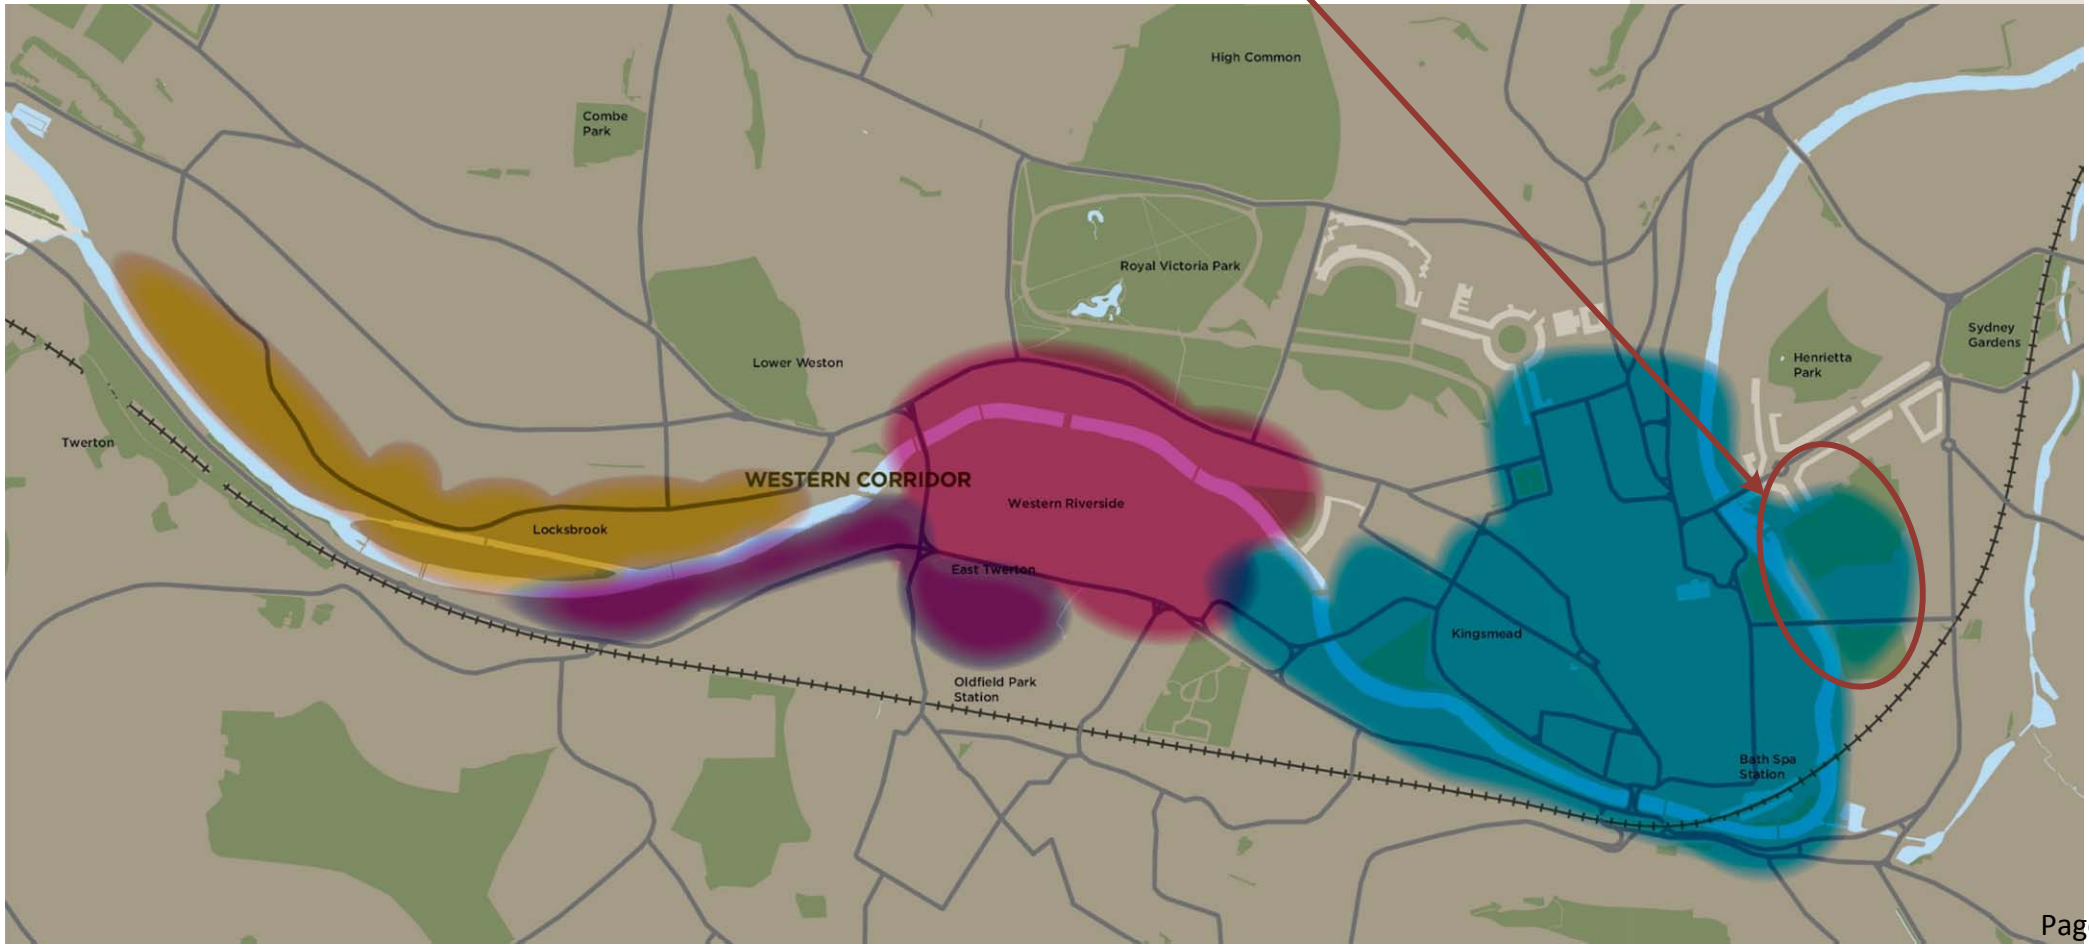 High Common
Combe
Park
Royal Victoria Park
Sydney
Gardens
Henrietta
Park
Lower Weston
Twerton
WESTERN CORRIDOR
Western Riverside
Locksbrook
East Twerton
Kingsmead
Oldfield Park
Station
Bath Spa
Station